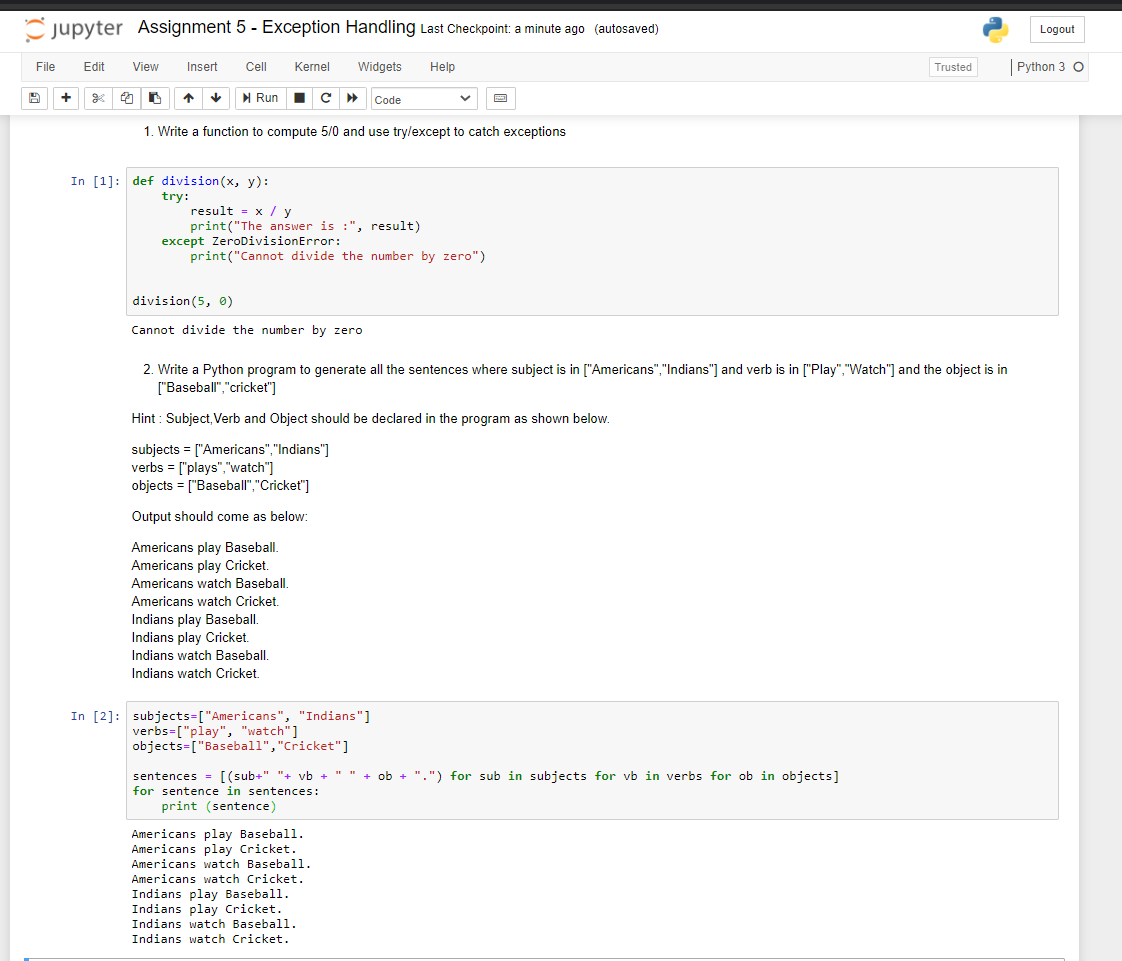 jupyter Assignment 5 - Exception Handling Last Checkpoint: a minute ago (autosaved)
Logout
File Edit View Insert Cell Kernel Widgets Help
Trusted
Python 3
Run
Code
1. Write a function to compute 5/0 and use try/except to catch exceptions
In [1]: def division(x, y):
    try:
        result = x / y
        print("The answer is :", result)
    except ZeroDivisionError:
        print("Cannot divide the number by zero")
division(5, 0)
Cannot divide the number by zero
2. Write a Python program to generate all the sentences where subject is in ["Americans","Indians"] and verb is in ["Play","Watch"] and the object is in
["Baseball","cricket"]
Hint : Subject,Verb and Object should be declared in the program as shown below.
subjects = ["Americans","Indians"]
verbs = ["plays","watch"]
objects = ["Baseball","Cricket"]
Output should come as below:
Americans play Baseball.
Americans play Cricket.
Americans watch Baseball.
Americans watch Cricket.
Indians play Baseball.
Indians play Cricket.
Indians watch Baseball.
Indians watch Cricket.
In [2]: subjects=["Americans", "Indians"]
verbs=["play", "watch"]
objects=["Baseball","Cricket"]
sentences = [(sub+" "+ vb + " " + ob + ".") for sub in subjects for vb in verbs for ob in objects]
for sentence in sentences:
    print (sentence)
Americans play Baseball.
Americans play Cricket.
Americans watch Baseball.
Americans watch Cricket.
Indians play Baseball.
Indians play Cricket.
Indians watch Baseball.
Indians watch Cricket.